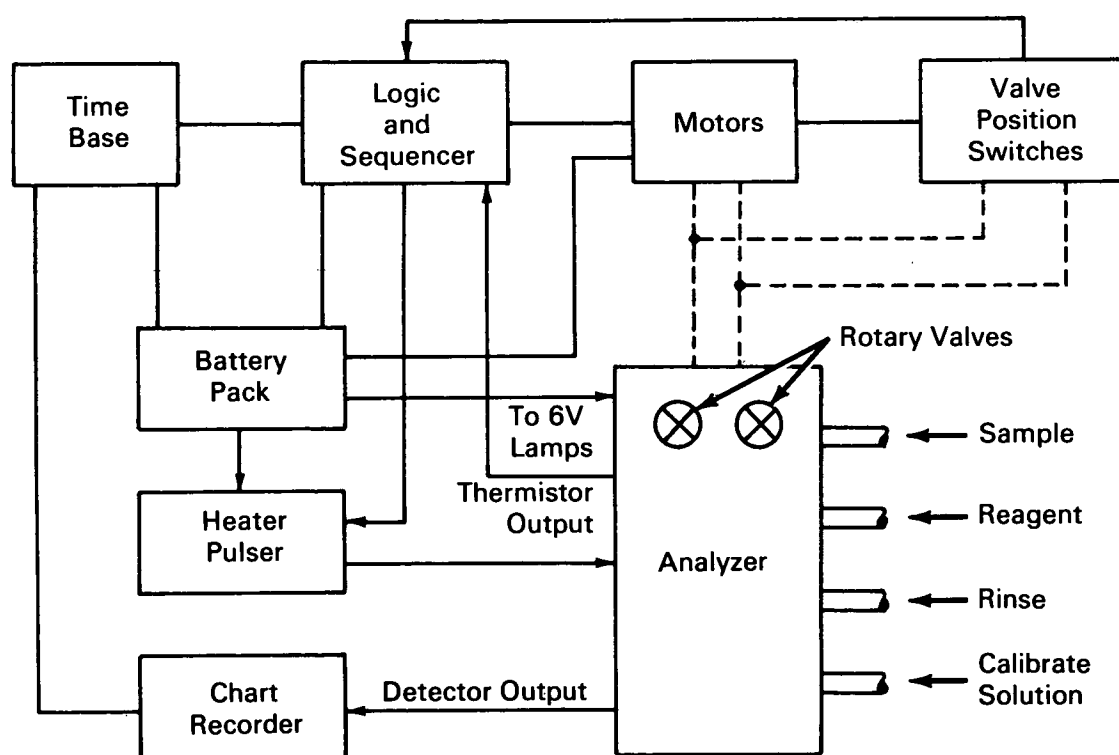 Time
Base
Logic
and
Sequencer
Motors
Valve
Position
Switches
Battery
Pack
Rotary Valves
To 6V
Lamps
Sample
Thermistor
Output
Heater
Pulser
Reagent
Analyzer
Rinse
Chart
Recorder
Detector Output
Calibrate
Solution